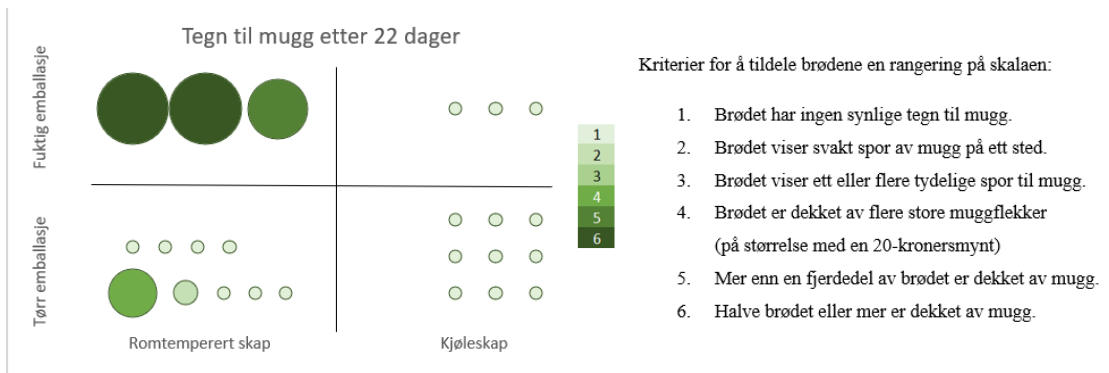 Tegn til mugg etter 22 dager
Fuktig emballasje
Tørr emballasje
Romtemperert skap
Kjøleskap
1
2
3
4
5
6
Kriterier for å tildele brødene en rangering på skalaen:
1. Brødet har ingen synlige tegn til mugg.
2. Brødet viser svakt spor av mugg på ett sted.
3. Brødet viser ett eller flere tydelige spor til mugg.
4. Brødet er dekket av flere store muggflekker
(på størrelse med en 20-kronersmynt)
5. Mer enn en fjerdedel av brødet er dekket av mugg.
6. Halve brødet eller mer er dekket av mugg.